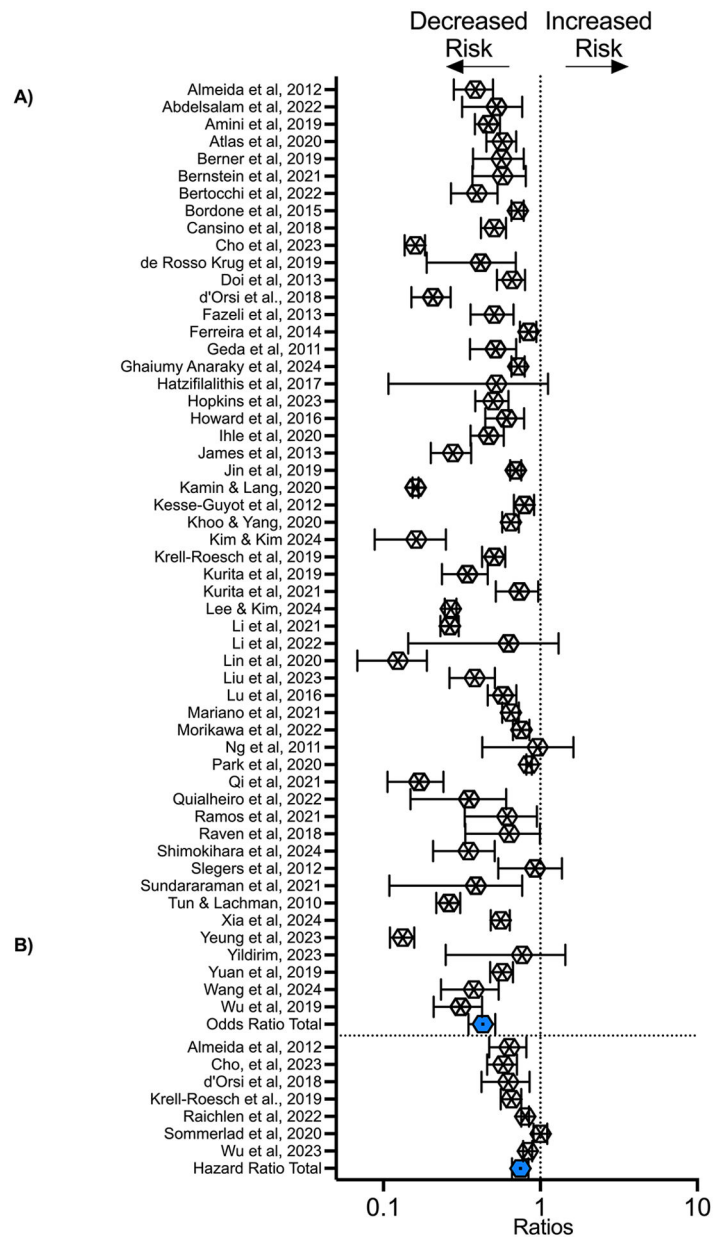 Decreased Increased
Risk Risk
A)
Almeida et al, 2012
Abdelsalam et al, 2022
Amini et al, 2019
Atlas et al, 2020
Berner et al, 2019
Bernstein et al, 2021
Bertocchi et al, 2022
Bordone et al, 2015
Cansino et al, 2018
Cho et al, 2023
de Rosso Krug et al, 2019
Doi et al, 2013
d'Orsi et al., 2018
Fazeli et al, 2013
Ferreira et al, 2014
Geda et al, 2011
Ghaiumy Anaraky et al, 2024
Hatzifilalithis et al, 2017
Hopkins et al, 2023
Howard et al, 2016
Ihle et al, 2020
James et al, 2013
Jin et al, 2019
Kamin & Lang, 2020
Kesse-Guyot et al, 2012
Khoo & Yang, 2020
Kim & Kim 2024
Krell-Roesch et al, 2019
Kurita et al, 2019
Kurita et al, 2021
Lee & Kim, 2024
Li et al, 2021
Li et al, 2022
Lin et al, 2020
Liu et al, 2023
Lu et al, 2016
Mariano et al, 2021
Morikawa et al, 2022
Ng et al, 2011
Park et al, 2020
Qi et al, 2021
Quialheiro et al, 2022
Ramos et al, 2021
Raven et al, 2018
Shimokihara et al, 2024
Slegers et al, 2012
Sundararaman et al, 2021
Tun & Lachman, 2010
Xia et al, 2024
B)
Yeung et al, 2023
Yildirim, 2023
Yuan et al, 2019
Wang et al, 2024
Wu et al, 2019
Odds Ratio Total
Almeida et al, 2012
Cho, et al, 2023
d'Orsi et al, 2018
Krell-Roesch et al., 2019
Raichlen et al, 2022
Sommerlad et al, 2020
Wu et al, 2023
Hazard Ratio Total
0.1 1 10
Ratios